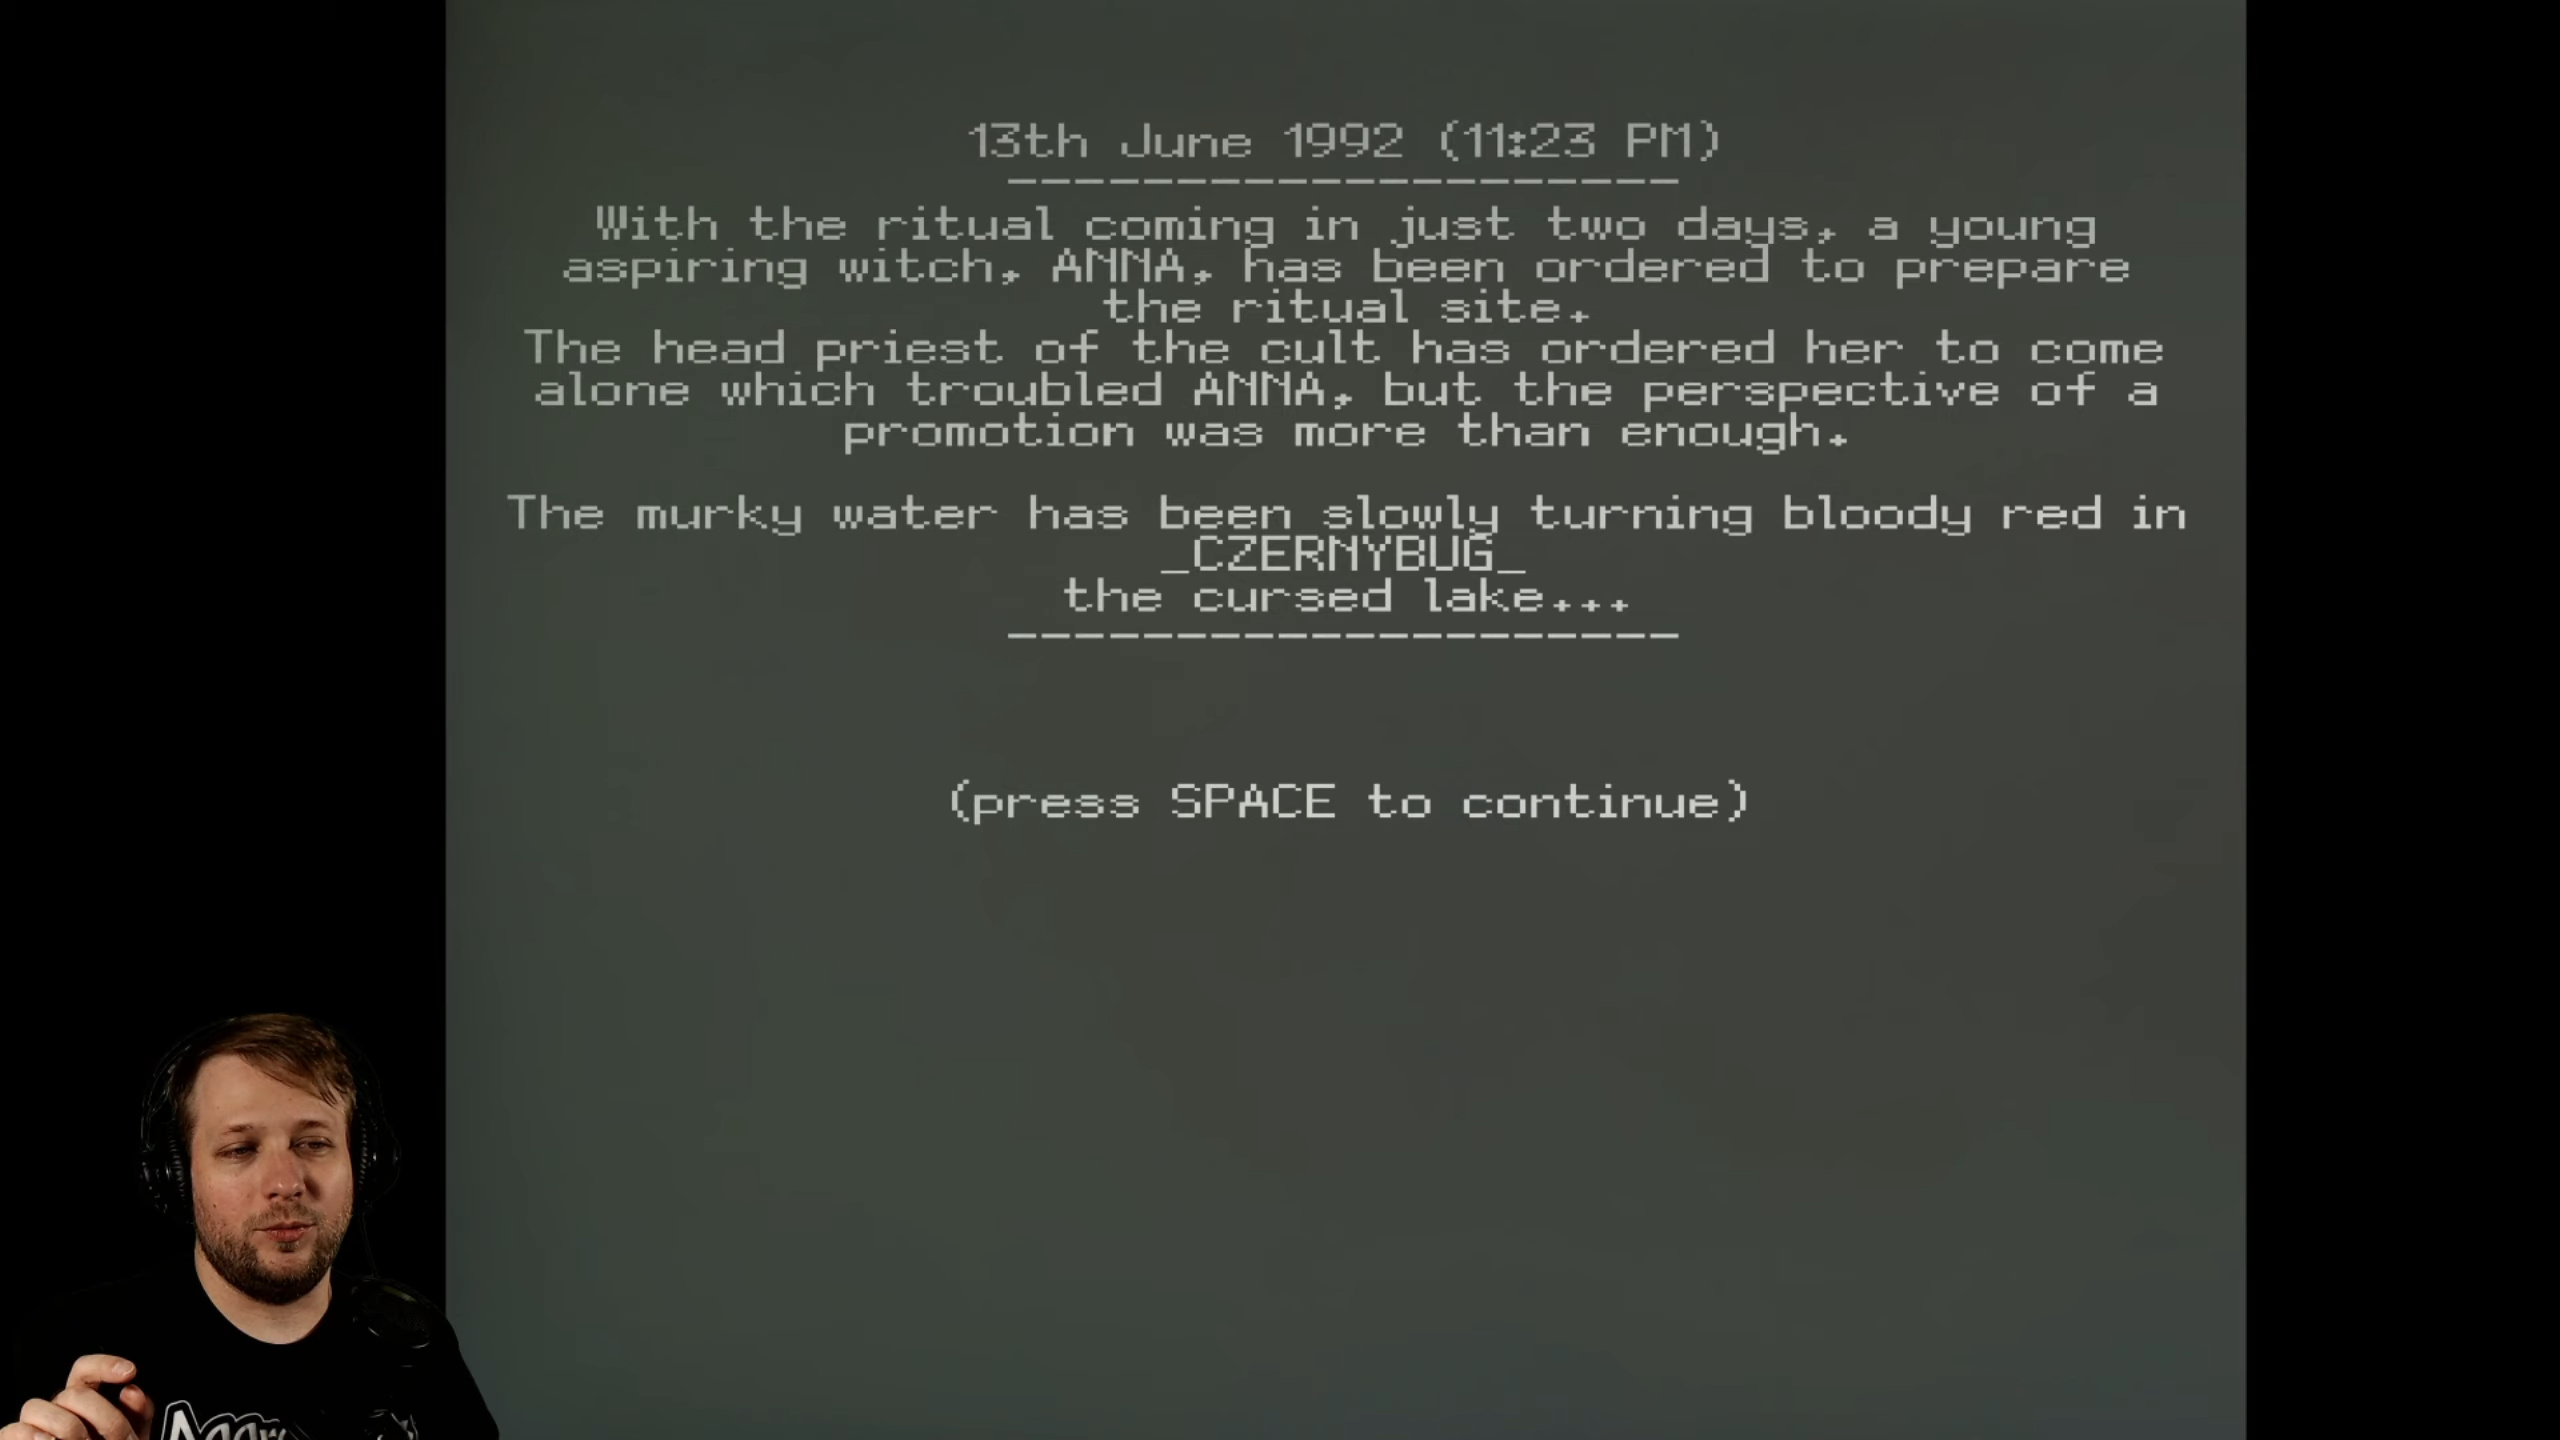 13th June 1992 (11:23 PM)
--------------------
With the ritual coming in just two days, a young
aspiring witch, ANNA, has been ordered to prepare
the ritual site.
The head priest of the cult has ordered her to come
alone which troubled ANNA, but the perspective of a
promotion was more than enough.
The murky water has been slowly turning bloody red in
_CZERNYBUG_
the cursed lake...
--------------------
(press SPACE to continue)